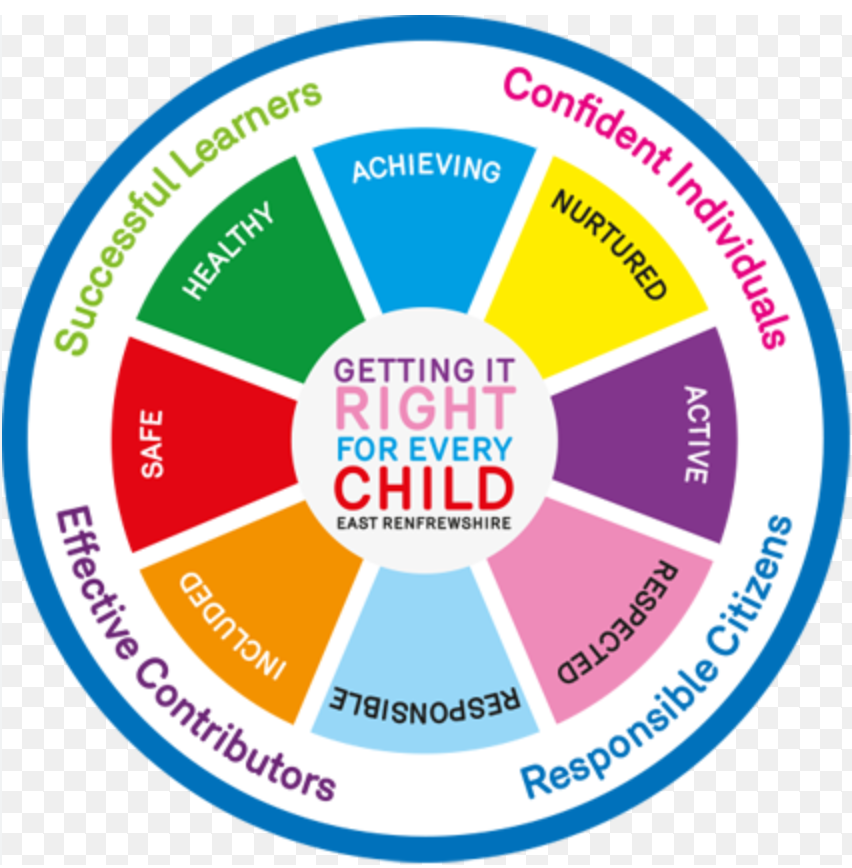 Successful Learners
Confident Individuals
ACHIEVING
NURTURED
ACTIVE
RESPECTED
RESPONSIBLE
INCLUDED
SAFE
HEALTHY
GETTING IT
RIGHT
FOR EVERY
CHILD
EAST RENFREWSHIRE
Effective Contributors
Responsible Citizens